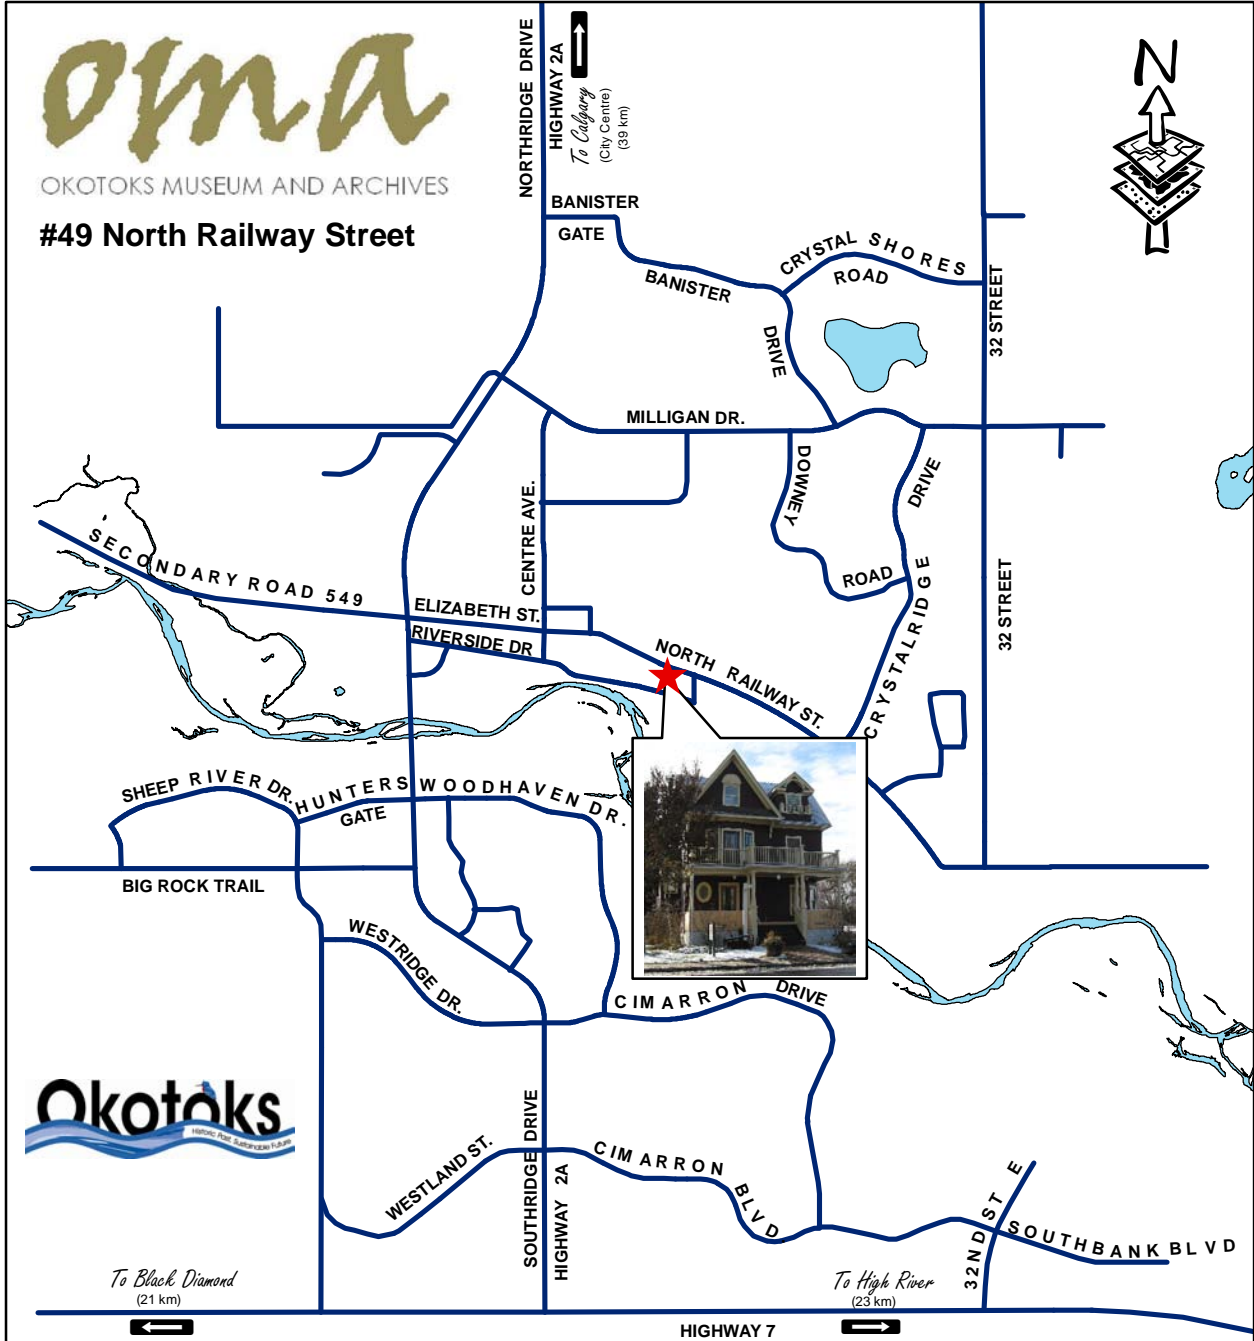 oma
OKOTOKS MUSEUM AND ARCHIVES
#49 North Railway Street
NORTHRIDGE DRIVE
HIGHWAY 2A
To Calgary
(City Centre)
(39 km)
N
BANISTER
GATE
BANISTER
DRIVE
CRYSTAL SHORES
ROAD
32 STREET
MILLIGAN DR.
DOWNEY
ROAD
DRIVE
CRYSTALRIDGE
CENTRE AVE.
SECONDARY ROAD 549
ELIZABETH ST.
RIVERSIDE DR
NORTH RAILWAY ST.
32 STREET
SHEEP RIVER DR.
HUNTERS
GATE
WOODHAVEN DR.
BIG ROCK TRAIL
WESTRIDGE DR.
CIMARRON DRIVE
Okotoks
Historic Past, Sustainable Future
WESTLAND ST.
SOUTHRIDGE DRIVE
HIGHWAY 2A
CIMARRON BLVD
32ND ST E
SOUTHBANK BLVD
To Black Diamond
(21 km)
To High River
(23 km)
HIGHWAY 7